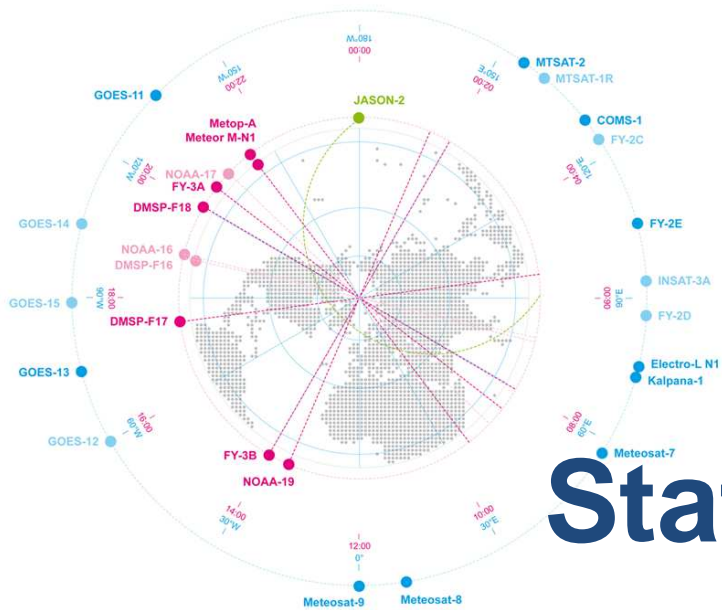 180°W
00:00
150°W
22:00
150°E
02:00
MTSAT-2
MTSAT-1R
GOES-11
JASON-2
Metop-A
Meteor M-N1
COMS-1
FY-2C
NOAA-17
FY-3A
120°W
20:00
120°E
04:00
DMSP-F18
GOES-14
FY-2E
NOAA-16
DMSP-F16
INSAT-3A
GOES-15
90°W
18:00
06:00
90°E
FY-2D
DMSP-F17
GOES-13
Electro-L N1
Kalpana-1
16:00
60°W
08:00
60°E
GOES-12
FY-3B
NOAA-19
Meteosat-7
Stat
14:00
30°W
10:00
30°E
12:00
0°
Meteosat-9
Meteosat-8